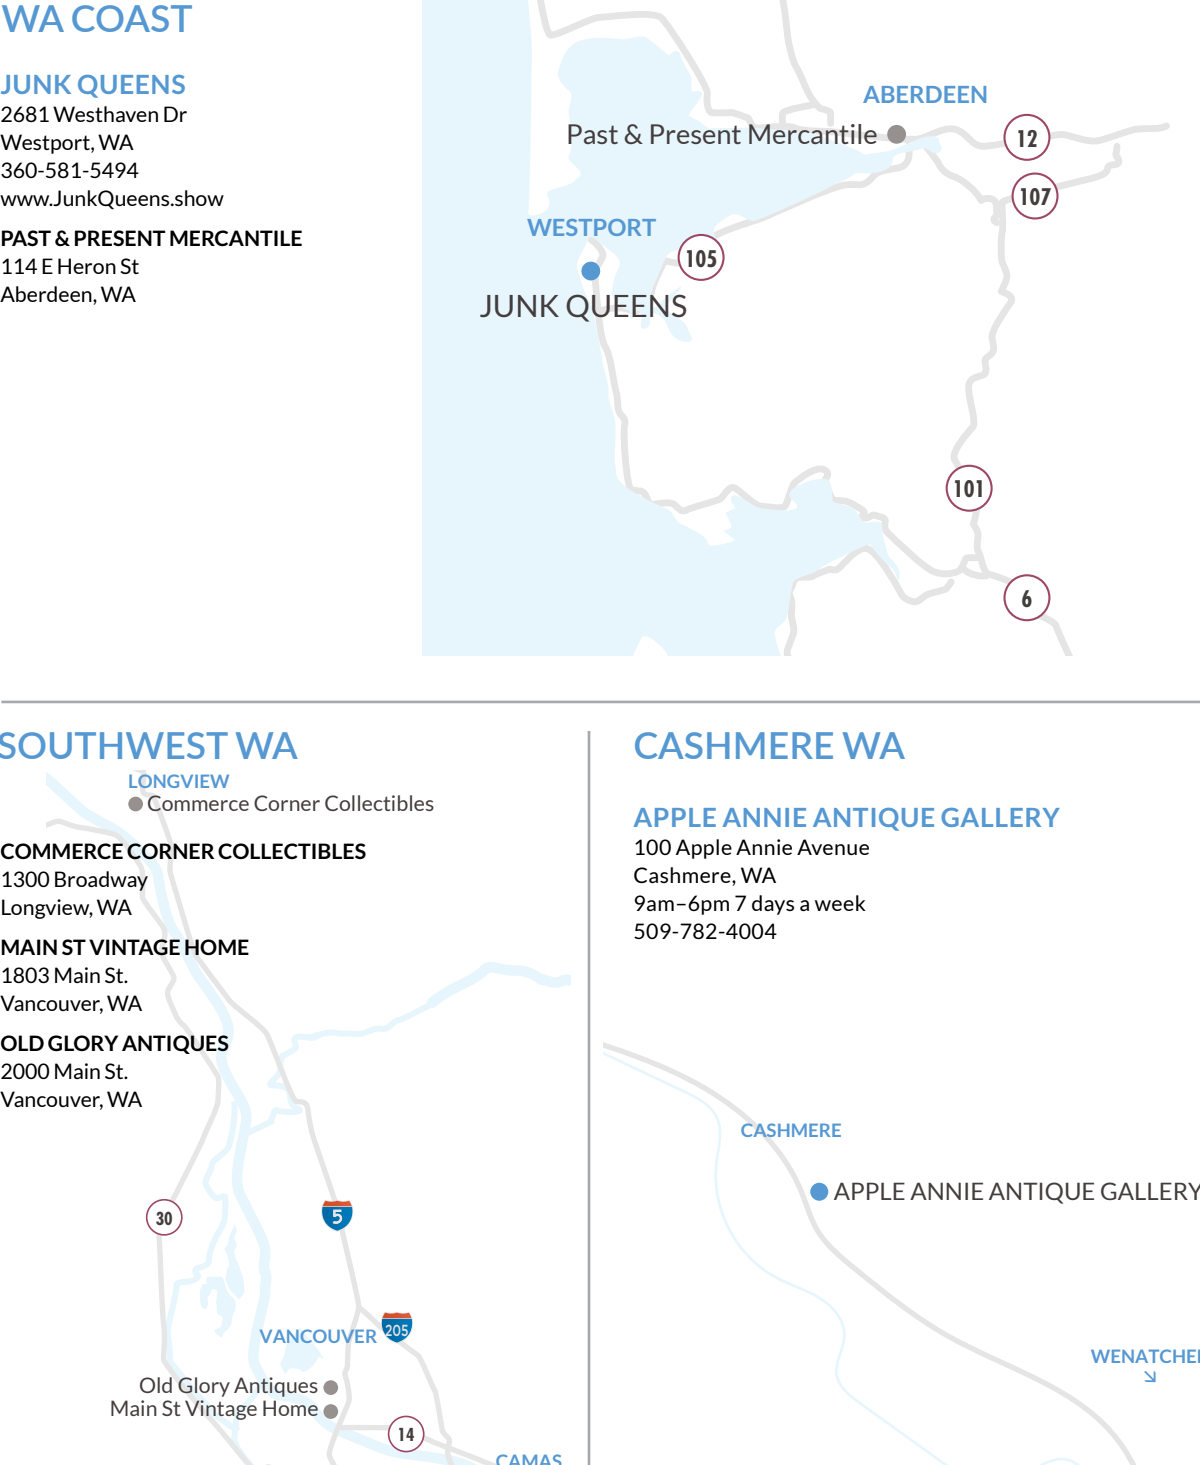 WA COAST
JUNK QUEENS
2681 Westhaven Dr
Westport, WA
360-581-5494
www.JunkQueens.show
PAST & PRESENT MERCANTILE
114 E Heron St
Aberdeen, WA
ABERDEEN
Past & Present Mercantile
12
107
WESTPORT
105
JUNK QUEENS
101
6
SOUTHWEST WA
LONGVIEW
Commerce Corner Collectibles
COMMERCE CORNER COLLECTIBLES
1300 Broadway
Longview, WA
MAIN ST VINTAGE HOME
1803 Main St.
Vancouver, WA
OLD GLORY ANTIQUES
2000 Main St.
Vancouver, WA
30
5
205
VANCOUVER
Old Glory Antiques
Main St Vintage Home
14
CAMAS
CASHMERE WA
APPLE ANNIE ANTIQUE GALLERY
100 Apple Annie Avenue
Cashmere, WA
9am–6pm 7 days a week
509-782-4004
CASHMERE
APPLE ANNIE ANTIQUE GALLERY
WENATCHEE